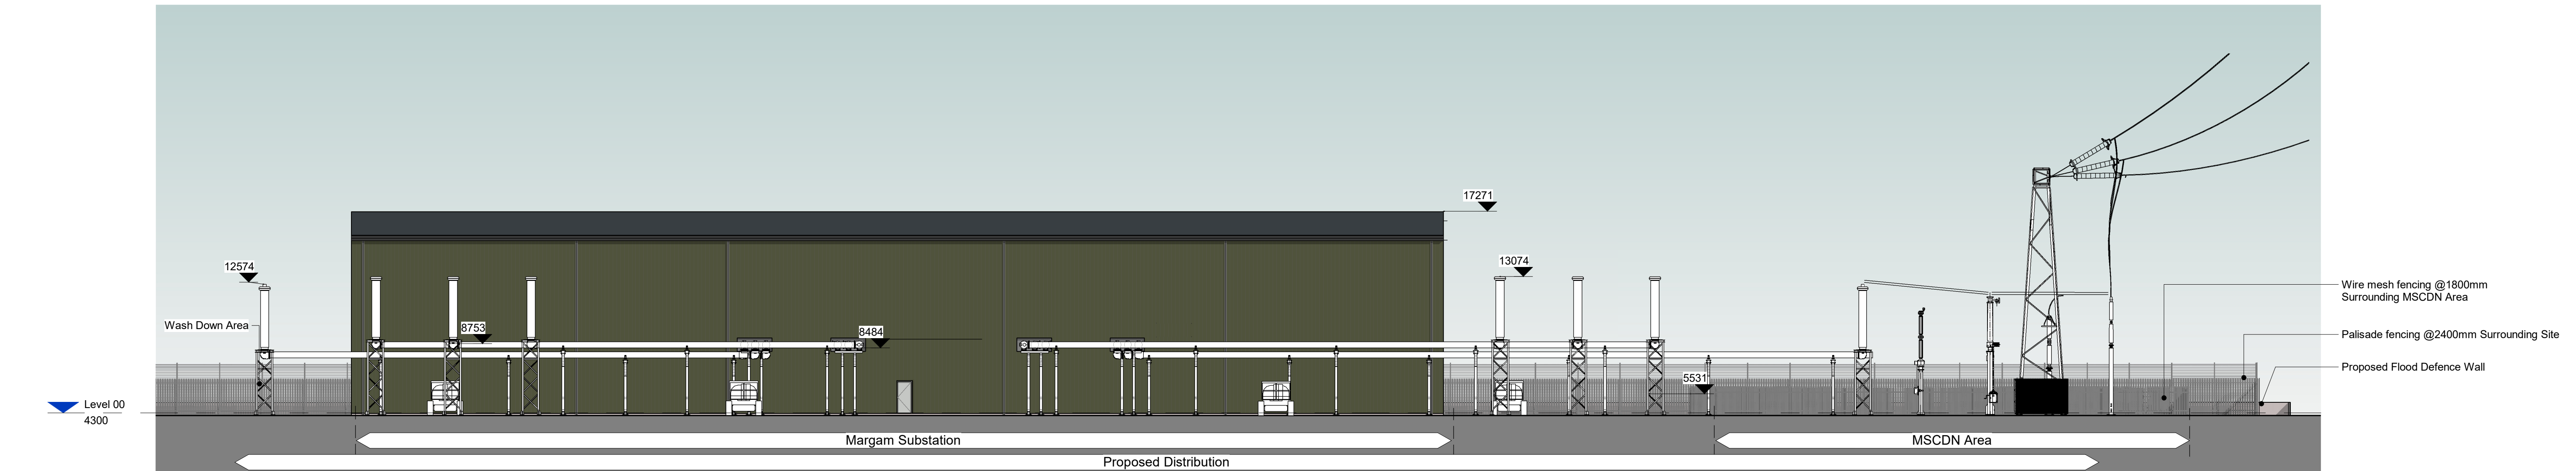 17271
13074
12574
Wash Down Area
8753
8484
5531
Wire mesh fencing @1800mm
Surrounding MSCDN Area
Palisade fencing @2400mm Surrounding Site
Proposed Flood Defence Wall
Level 00
4300
Margam Substation
MSCDN Area
Proposed Distribution